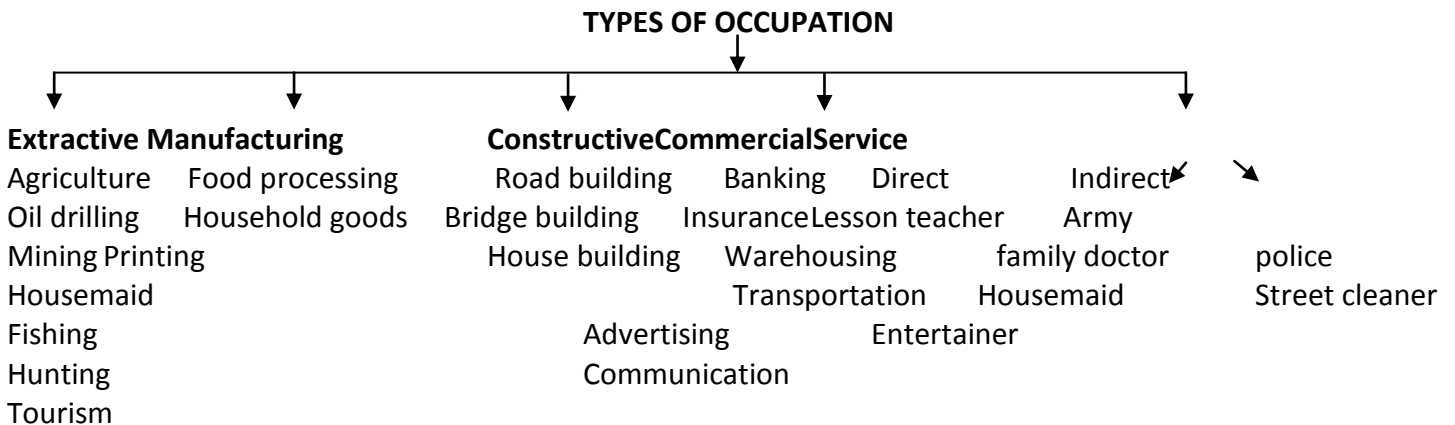 TYPES OF OCCUPATION
Extractive Manufacturing ConstructiveCommercialService
Agriculture Food processing Road building Banking Direct Indirect
Oil drilling Household goods Bridge building InsuranceLesson teacher Army
Mining Printing House building Warehousing family doctor police
Housemaid Transportation Housemaid Street cleaner
Fishing Advertising Entertainer
Hunting Communication
Tourism